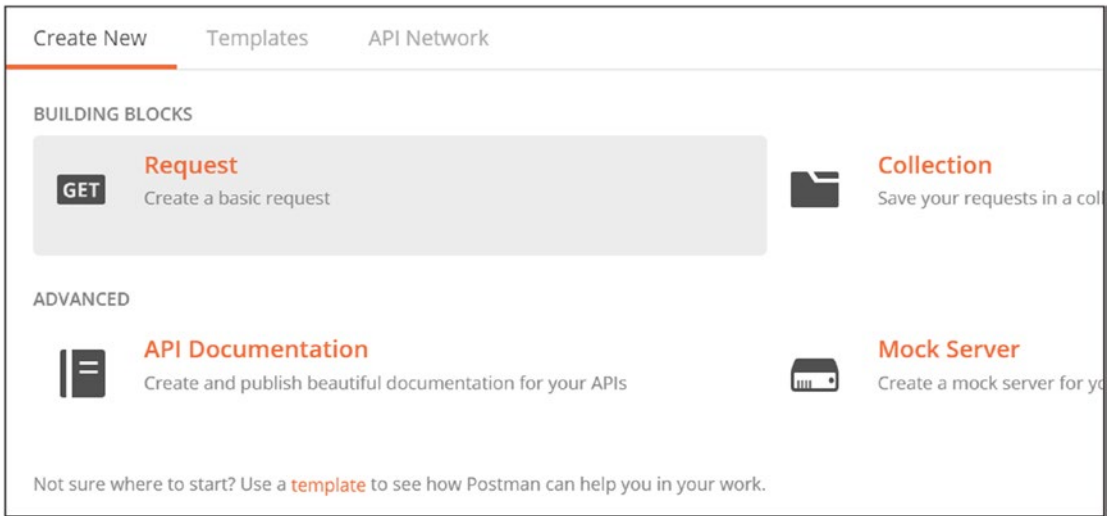 Create New Templates API Network
BUILDING BLOCKS
Request
GET
Create a basic request
Collection
Save your requests in a
ADVANCED
API Documentation
Create and publish beautiful documentation for your APIs
Mock Server
Create a mock server for
Not sure where to start? Use a template to see how Postman can help you in your work.